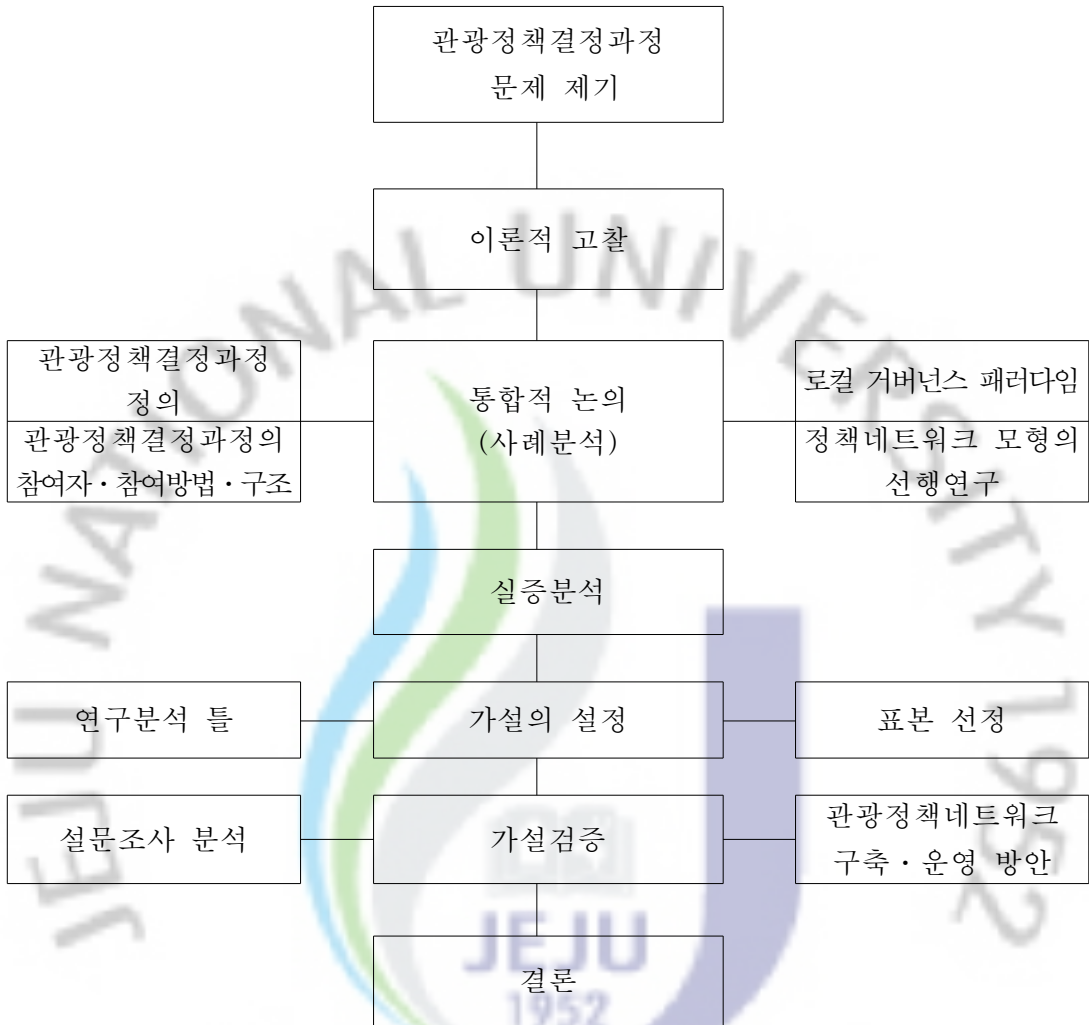 관광정책결정과정
문제 제기
이론적 고찰
관광정책결정과정
정의
관광정책결정과정의
참여자·참여방법·구조
통합적 논의
(사례분석)
로컬 거버넌스 패러다임
정책네트워크 모형의
선행연구
실증분석
연구분석 틀
가설의 설정
표본 선정
설문조사 분석
가설검증
관광정책네트워크
구축·운영 방안
결론
JEJU NATIONAL UNIVERSITY 1952
JEJU
1952